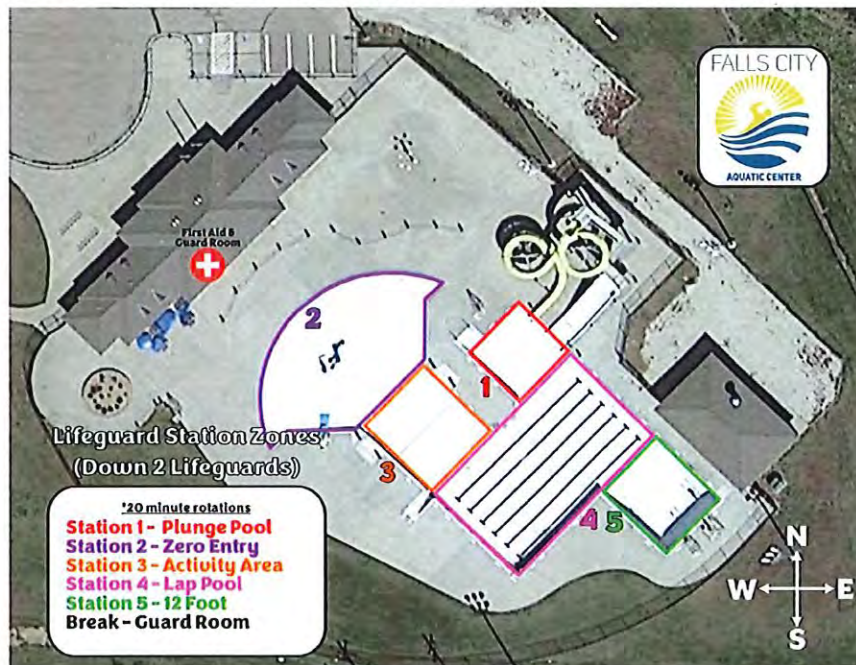 FALLS CITY
AQUATIC CENTER
First Aid &
Guard Room
2
1
3
4
5
Lifeguard Station Zones
(Down 2 Lifeguards)
*20 minute rotations
Station 1 - Plunge Pool
Station 2 - Zero Entry
Station 3 - Activity Area
Station 4 - Lap Pool
Station 5 - 12 Foot
Break - Guard Room
N
W
E
S